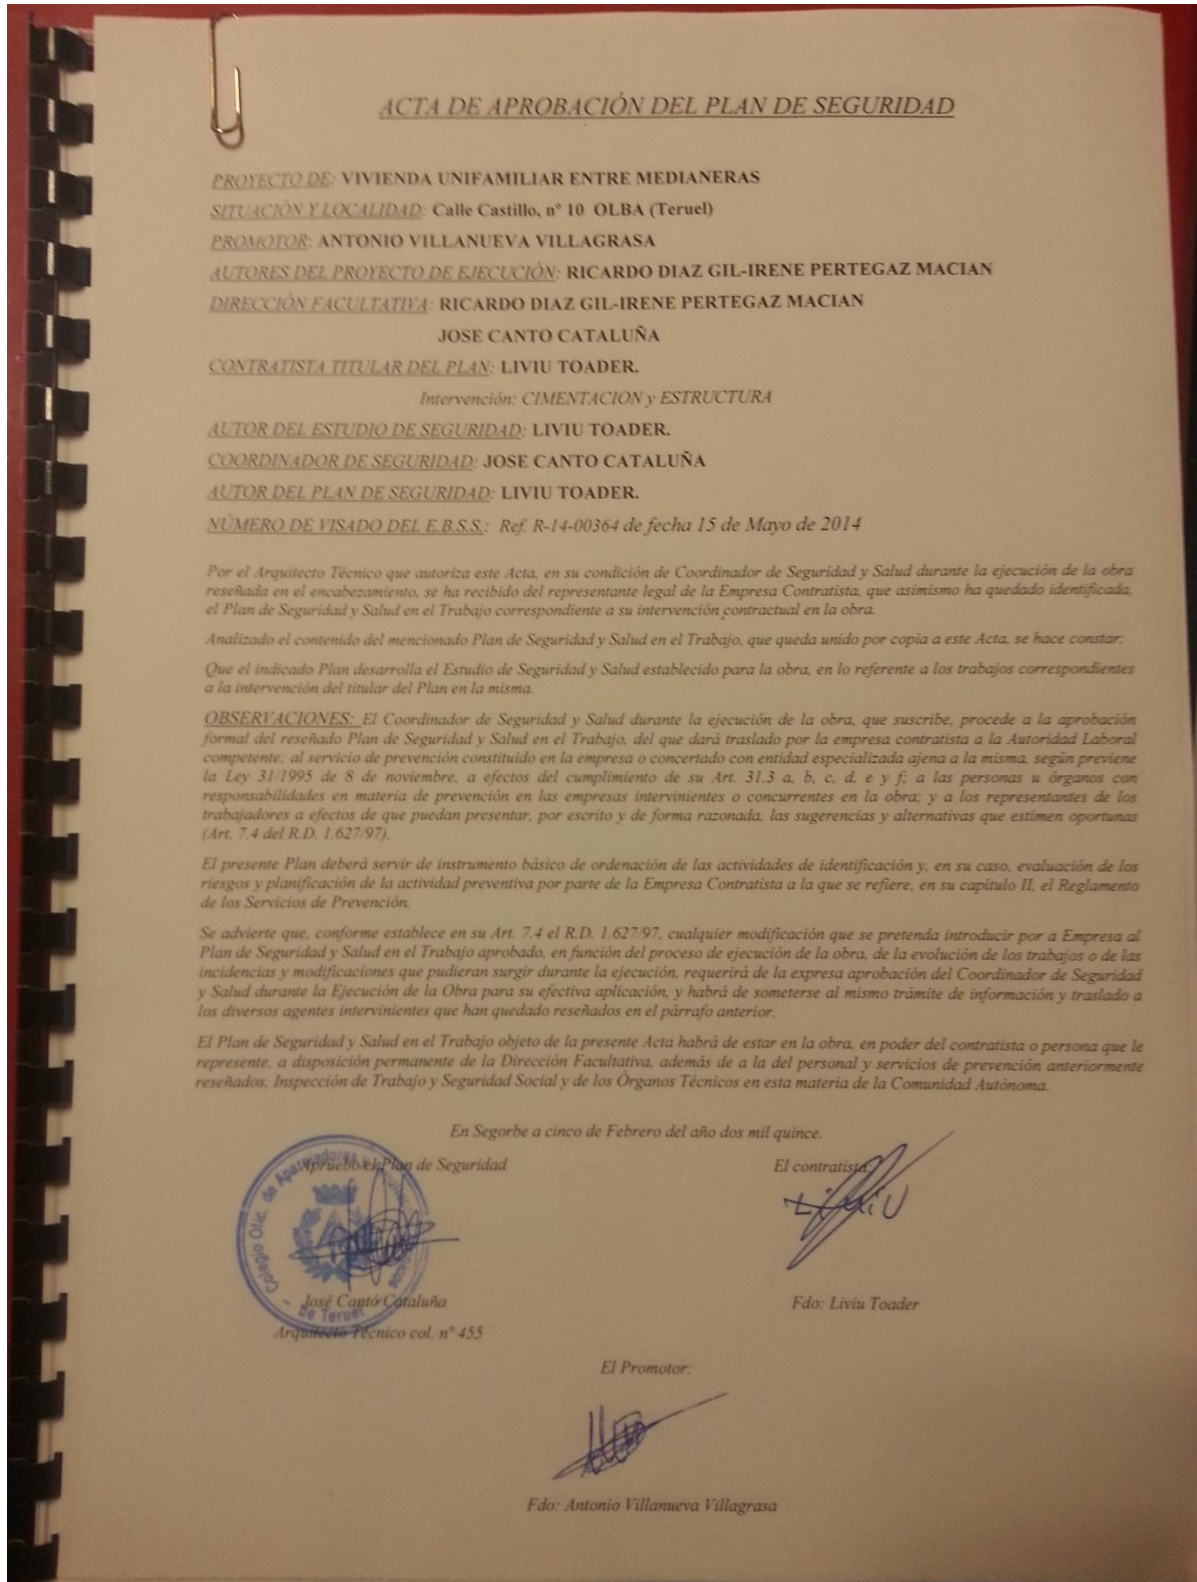 ACTA DE APROBACIÓN DEL PLAN DE SEGURIDAD
PROYECTO DE: VIVIENDA UNIFAMILIAR ENTRE MEDIANERAS
SITUACIÓN Y LOCALIDAD: Calle Castillo, nº 10 OLBA (Teruel)
PROMOTOR: ANTONIO VILLANUEVA VILLAGRASA
AUTORES DEL PROYECTO DE EJECUCIÓN: RICARDO DIAZ GIL-IRENE PERTEGAZ MACIAN
DIRECCIÓN FACULTATIVA: RICARDO DIAZ GIL-IRENE PERTEGAZ MACIAN
JOSE CANTO CATALUÑA
CONTRATISTA TITULAR DEL PLAN: LIVIU TOADER.
Intervención: CIMENTACION y ESTRUCTURA
AUTOR DEL ESTUDIO DE SEGURIDAD: LIVIU TOADER.
COORDINADOR DE SEGURIDAD: JOSE CANTO CATALUÑA
AUTOR DEL PLAN DE SEGURIDAD: LIVIU TOADER.
NÚMERO DE VISADO DEL E.B.S.S.: Ref. R-14-00364 de fecha 15 de Mayo de 2014
Por el Arquitecto Técnico que autoriza este Acta, en su condición de Coordinador de Seguridad y Salud durante la ejecución de la obra
reseñada en el encabezamiento, se ha recibido del representante legal de la Empresa Contratista, que asimismo ha quedado identificada,
el Plan de Seguridad y Salud en el Trabajo correspondiente a su intervención contractual en la obra.
Analizado el contenido del mencionado Plan de Seguridad y Salud en el Trabajo, que queda unido por copia a este Acta, se hace constar:
Que el indicado Plan desarrolla el Estudio de Seguridad y Salud establecido para la obra, en lo referente a los trabajos correspondientes
a la intervención del titular del Plan en la misma.
OBSERVACIONES: El Coordinador de Seguridad y Salud durante la ejecución de la obra, que suscribe, procede a la aprobación
formal del reseñado Plan de Seguridad y Salud en el Trabajo, del que dará traslado por la empresa contratista a la Autoridad Laboral
competente; al servicio de prevención constituido en la empresa o concertado con entidad especializada ajena a la misma, según previene
la Ley 31/1995 de 8 de noviembre, a efectos del cumplimiento de su Art. 31.3 a, b, c, d, e y f; a las personas u órganos con
responsabilidades en materia de prevención en las empresas intervinientes o concurrentes en la obra; y a los representantes de los
trabajadores a efectos de que puedan presentar, por escrito y de forma razonada, las sugerencias y alternativas que estimen oportunas
(Art. 7.4 del R.D. 1.627/97).
El presente Plan deberá servir de instrumento básico de ordenación de las actividades de identificación y, en su caso, evaluación de los
riesgos y planificación de la actividad preventiva por parte de la Empresa Contratista a la que se refiere, en su capítulo II, el Reglamento
de los Servicios de Prevención.
Se advierte que, conforme establece en su Art. 7.4 el R.D. 1.627/97, cualquier modificación que se pretenda introducir por a Empresa al
Plan de Seguridad y Salud en el Trabajo aprobado, en función del proceso de ejecución de la obra, de la evolución de los trabajos o de las
incidencias y modificaciones que pudieran surgir durante la ejecución, requerirá de la expresa aprobación del Coordinador de Seguridad
y Salud durante la Ejecución de la Obra para su efectiva aplicación, y habrá de someterse al mismo trámite de información y traslado a
los diversos agentes intervinientes que han quedado reseñados en el párrafo anterior.
El Plan de Seguridad y Salud en el Trabajo objeto de la presente Acta habrá de estar en la obra, en poder del contratista o persona que le
represente, a disposición permanente de la Dirección Facultativa, además de a la del personal y servicios de prevención anteriormente
reseñados, Inspección de Trabajo y Seguridad Social y de los Órganos Técnicos en esta materia de la Comunidad Autónoma.
En Segorbe a cinco de Febrero del año dos mil quince.
Apruebo el Plan de Seguridad
El contratista:
Colegio Ofic. de Aparejadores
de Teruel
LiViU
José Cantó Cataluña
Fdo: Liviu Toader
Arquitecto Técnico col. nº 455
El Promotor:
Fdo: Antonio Villanueva Villagrasa